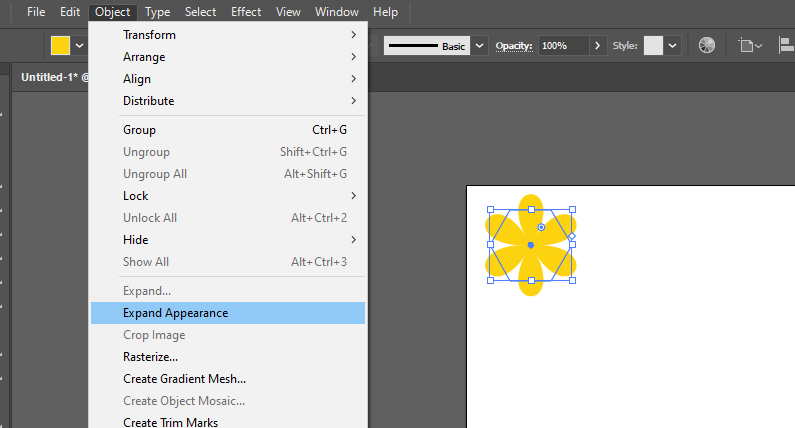 File Edit Object Type Select Effect View Window Help
Basic Opacity: 100% Style:
Untitled-1* @
Transform
Arrange
Align
Distribute
Group Ctrl+G
Ungroup Shift+Ctrl+G
Ungroup All Alt+Shift+G
Lock
Unlock All Alt+Ctrl+2
Hide
Show All Alt+Ctrl+3
Expand...
Expand Appearance
Crop Image
Rasterize...
Create Gradient Mesh...
Create Object Mosaic...
Create Trim Marks